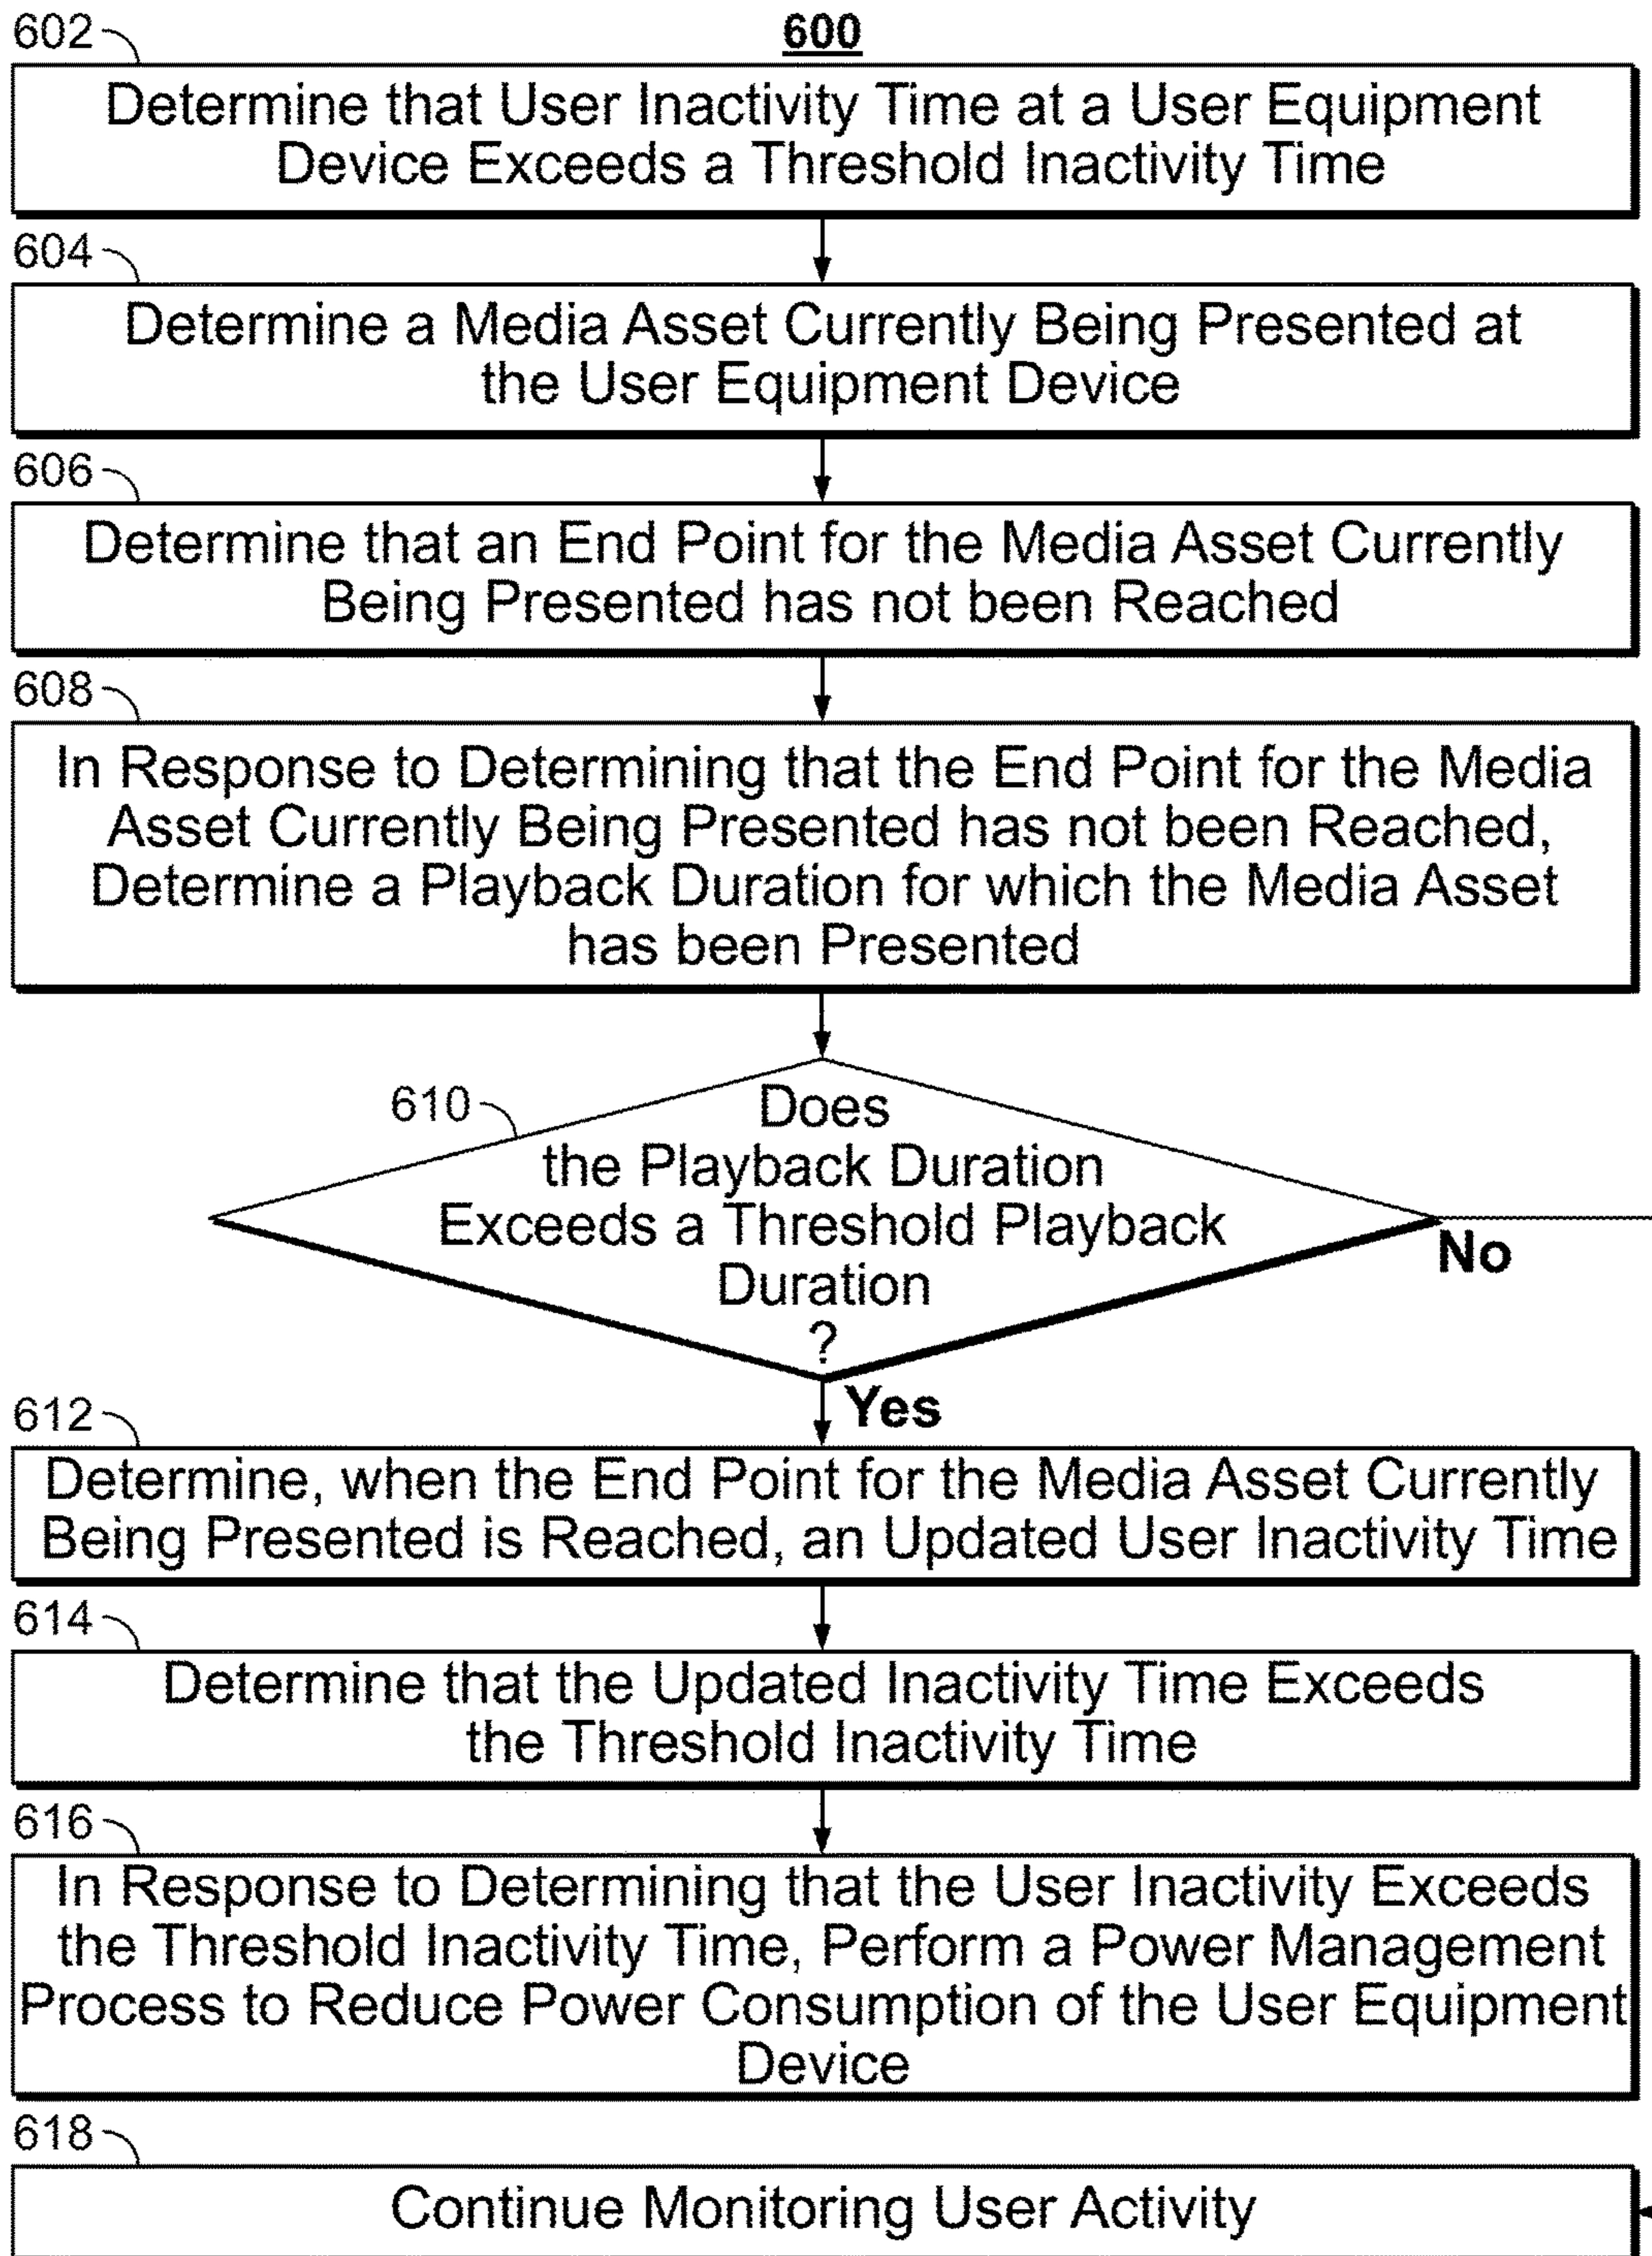 600
602
Determine that User Inactivity Time at a User Equipment
Device Exceeds a Threshold Inactivity Time
604
Determine a Media Asset Currently Being Presented at
the User Equipment Device
606
Determine that an End Point for the Media Asset Currently
Being Presented has not been Reached
608
In Response to Determining that the End Point for the Media
Asset Currently Being Presented has not been Reached,
Determine a Playback Duration for which the Media Asset
has been Presented
610
Does
the Playback Duration
Exceeds a Threshold Playback
Duration
?
No
Yes
612
Determine, when the End Point for the Media Asset Currently
Being Presented is Reached, an Updated User Inactivity Time
614
Determine that the Updated Inactivity Time Exceeds
the Threshold Inactivity Time
616
In Response to Determining that the User Inactivity Exceeds
the Threshold Inactivity Time, Perform a Power Management
Process to Reduce Power Consumption of the User Equipment
Device
618
Continue Monitoring User Activity